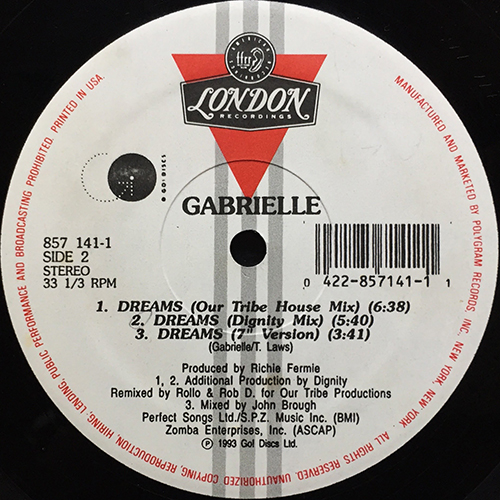 LONDON
RECORDINGS
GO! DISCS
GABRIELLE
857 141-1
SIDE 2
STEREO
33 1/3 RPM
0 422-857141-1 1
1. DREAMS (Our Tribe House Mix) (6:38)
2. DREAMS (Dignity Mix) (5:40)
3. DREAMS (7" Version) (3:41)
(Gabrielle/T. Laws)
Produced by Richie Fermie
1, 2. Additional Production by Dignity
Remixed by Rollo & Rob D. for Our Tribe Productions
3. Mixed by John Brough
Perfect Songs Ltd./S.P.Z. Music Inc. (BMI)
Zomba Enterprises, Inc. (ASCAP)
℗ 1993 Go! Discs Ltd.
MANUFACTURED AND MARKETED BY POLYGRAM RECORDS, INC. NEW YORK, NEW YORK. ALL RIGHTS RESERVED. UNAUTHORIZED COPYING, REPRODUCTION, HIRING, LENDING, PUBLIC PERFORMANCE AND BROADCASTING PROHIBITED. PRINTED IN USA.